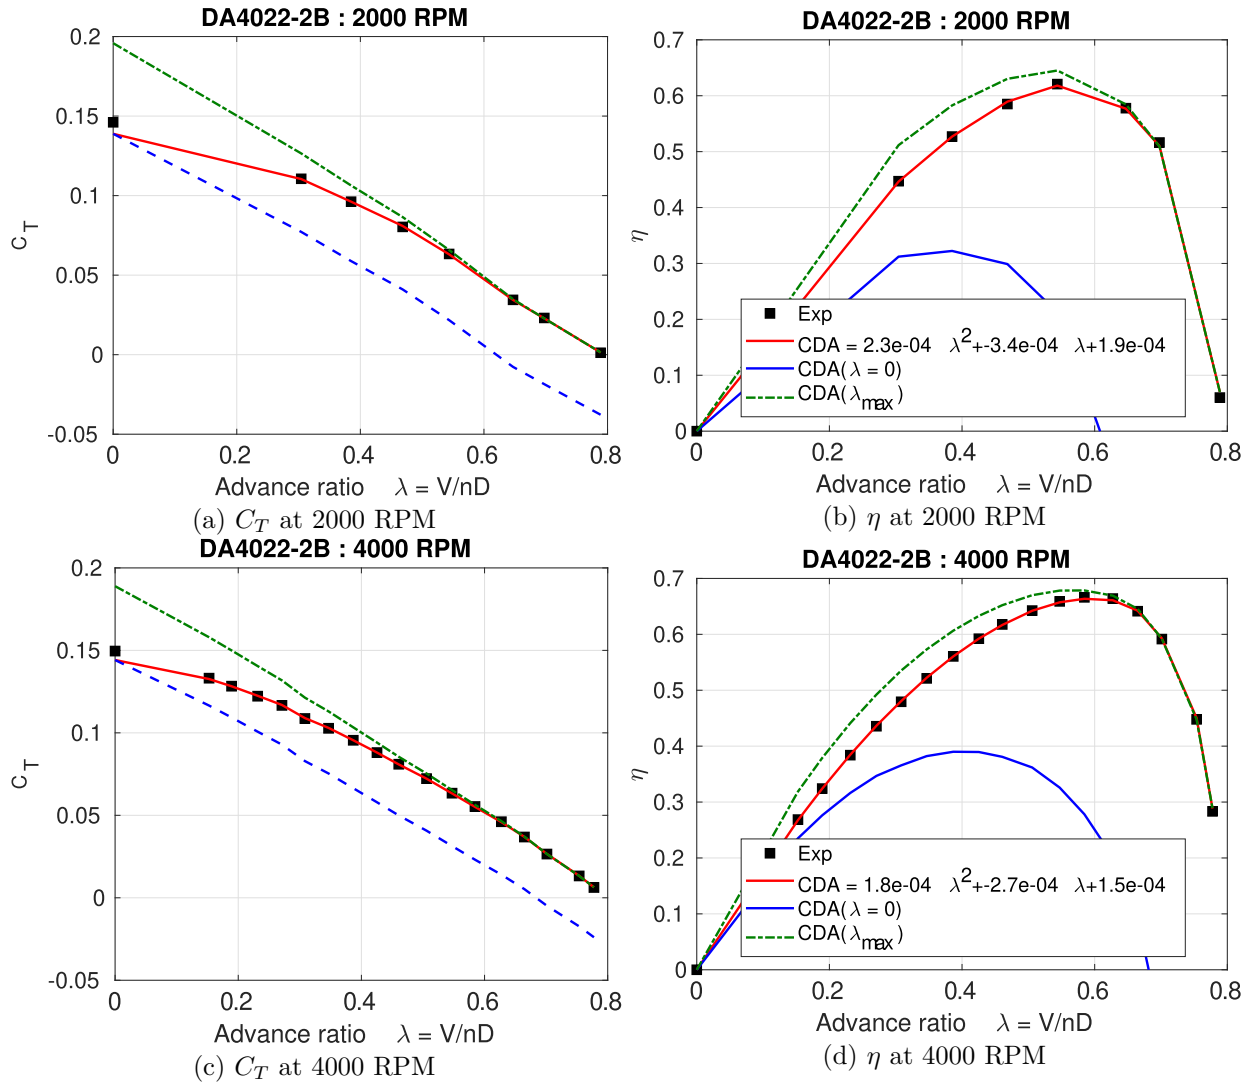 DA4022-2B : 2000 RPM
0.2
0.15
0.1
0.05
0
-0.05
C_T
0 0.2 0.4 0.6 0.8
Advance ratio λ = V/nD
(a) C_T at 2000 RPM
DA4022-2B : 2000 RPM
0.7
0.6
0.5
0.4
0.3
0.2
0.1
0
η
Exp
CDA = 2.3e-04 λ^2+-3.4e-04 λ+1.9e-04
CDA(λ = 0)
CDA(λ_max)
0 0.2 0.4 0.6 0.8
Advance ratio λ = V/nD
(b) η at 2000 RPM
DA4022-2B : 4000 RPM
0.2
0.15
0.1
0.05
0
-0.05
C_T
0 0.2 0.4 0.6 0.8
Advance ratio λ = V/nD
(c) C_T at 4000 RPM
DA4022-2B : 4000 RPM
0.7
0.6
0.5
0.4
0.3
0.2
0.1
0
η
Exp
CDA = 1.8e-04 λ^2+-2.7e-04 λ+1.5e-04
CDA(λ = 0)
CDA(λ_max)
0 0.2 0.4 0.6 0.8
Advance ratio λ = V/nD
(d) η at 4000 RPM